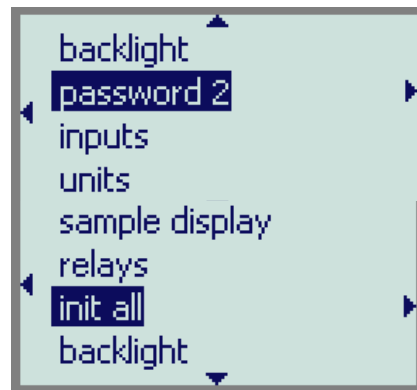 backlight
password 2
inputs
units
sample display
relays
init all
backlight